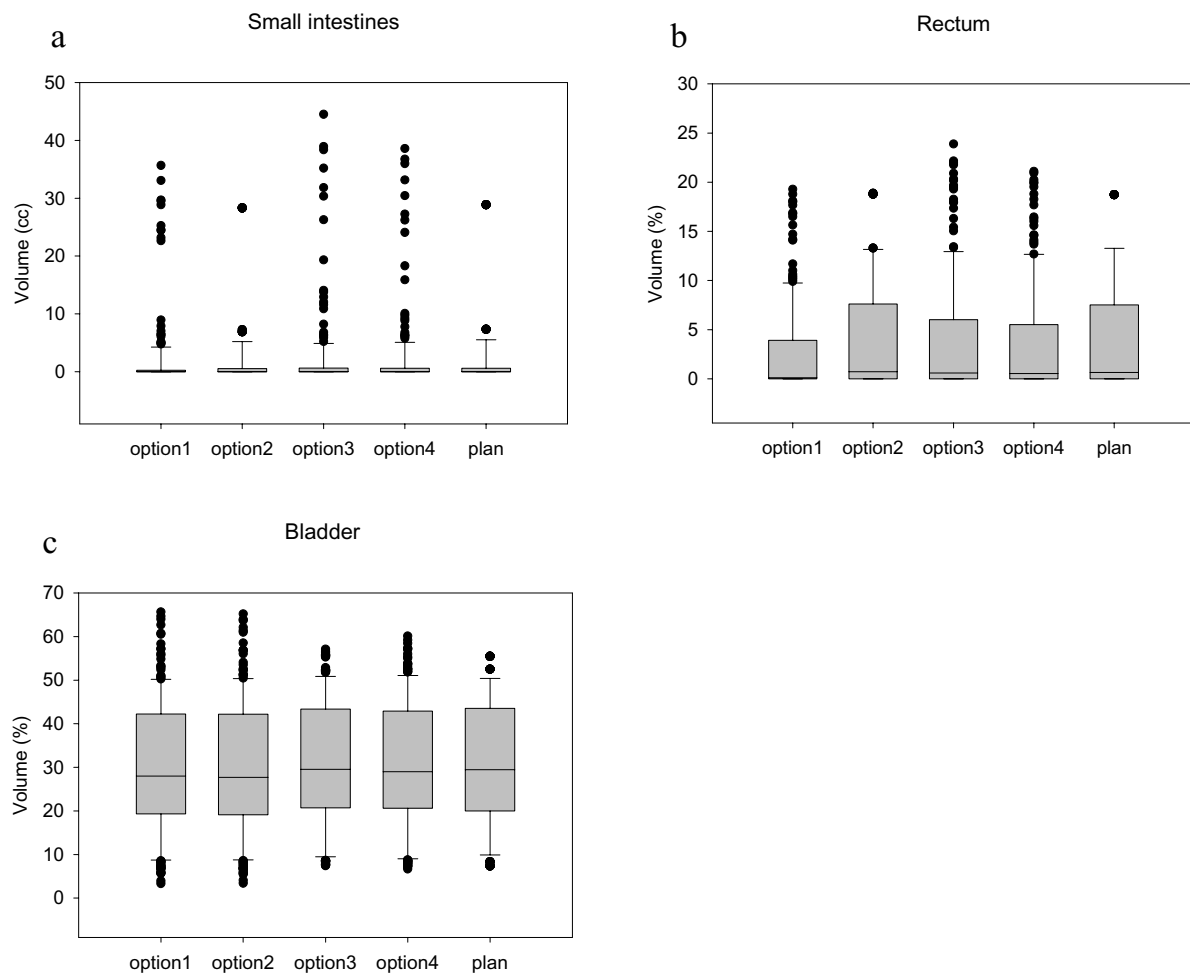 a
Small intestines
Volume (cc)
50
40
30
20
10
0
option1 option2 option3 option4 plan
b
Rectum
Volume (%)
30
25
20
15
10
5
0
option1 option2 option3 option4 plan
c
Bladder
Volume (%)
70
60
50
40
30
20
10
0
option1 option2 option3 option4 plan